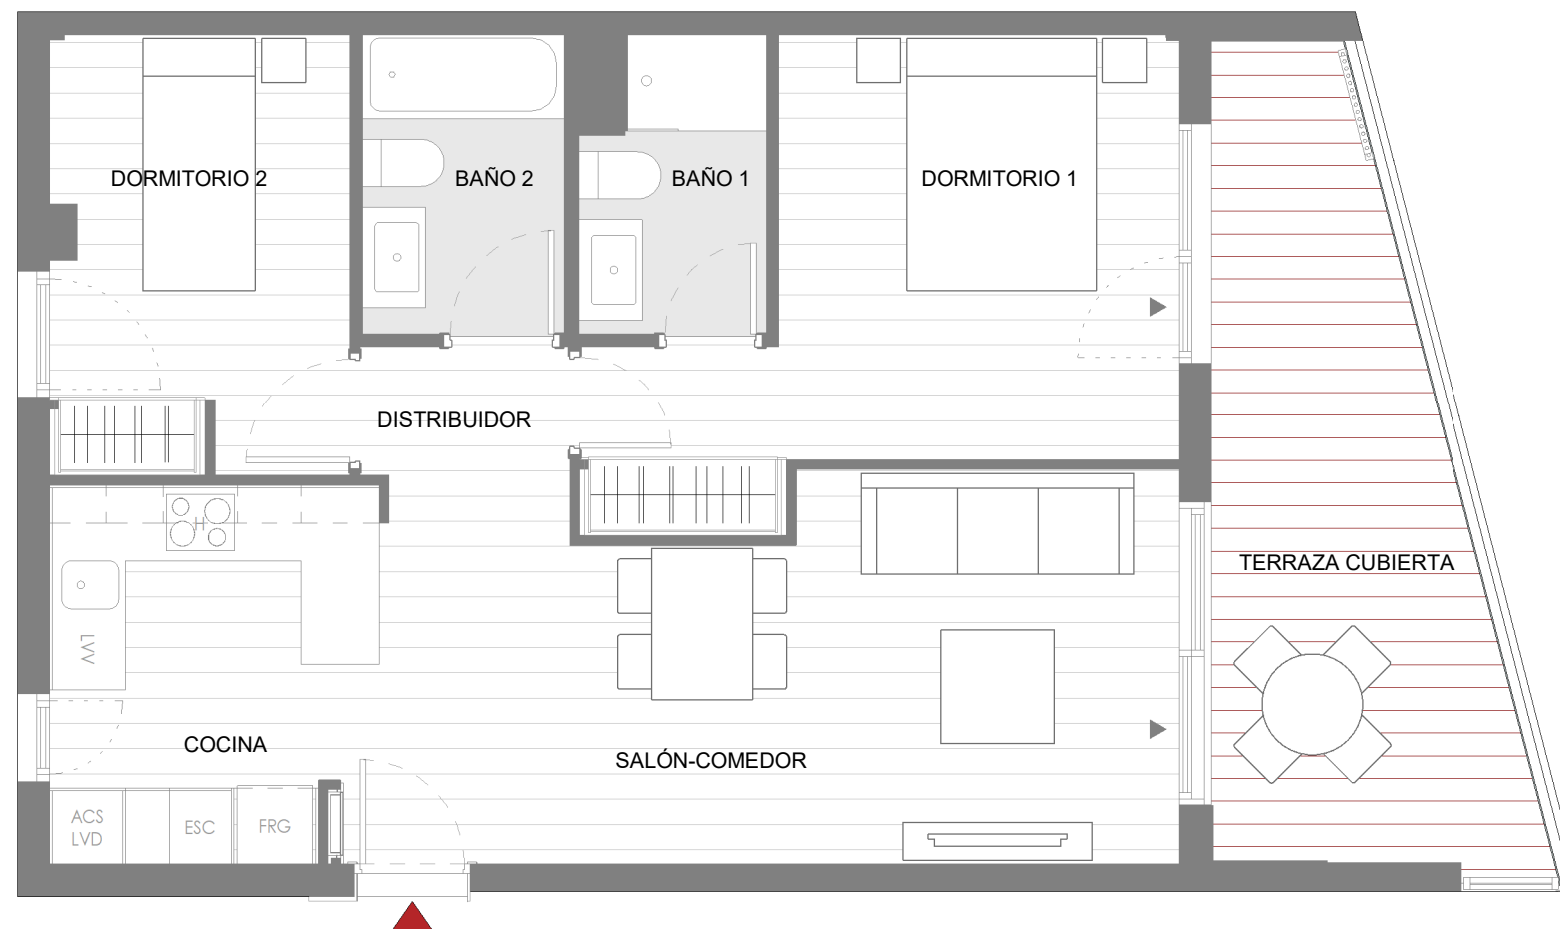 DORMITORIO 2
BAÑO 2
BAÑO 1
DORMITORIO 1
DISTRIBUIDOR
H
TERRAZA CUBIERTA
LVV
COCINA
SALÓN-COMEDOR
ACS
LVD
ESC
FRG